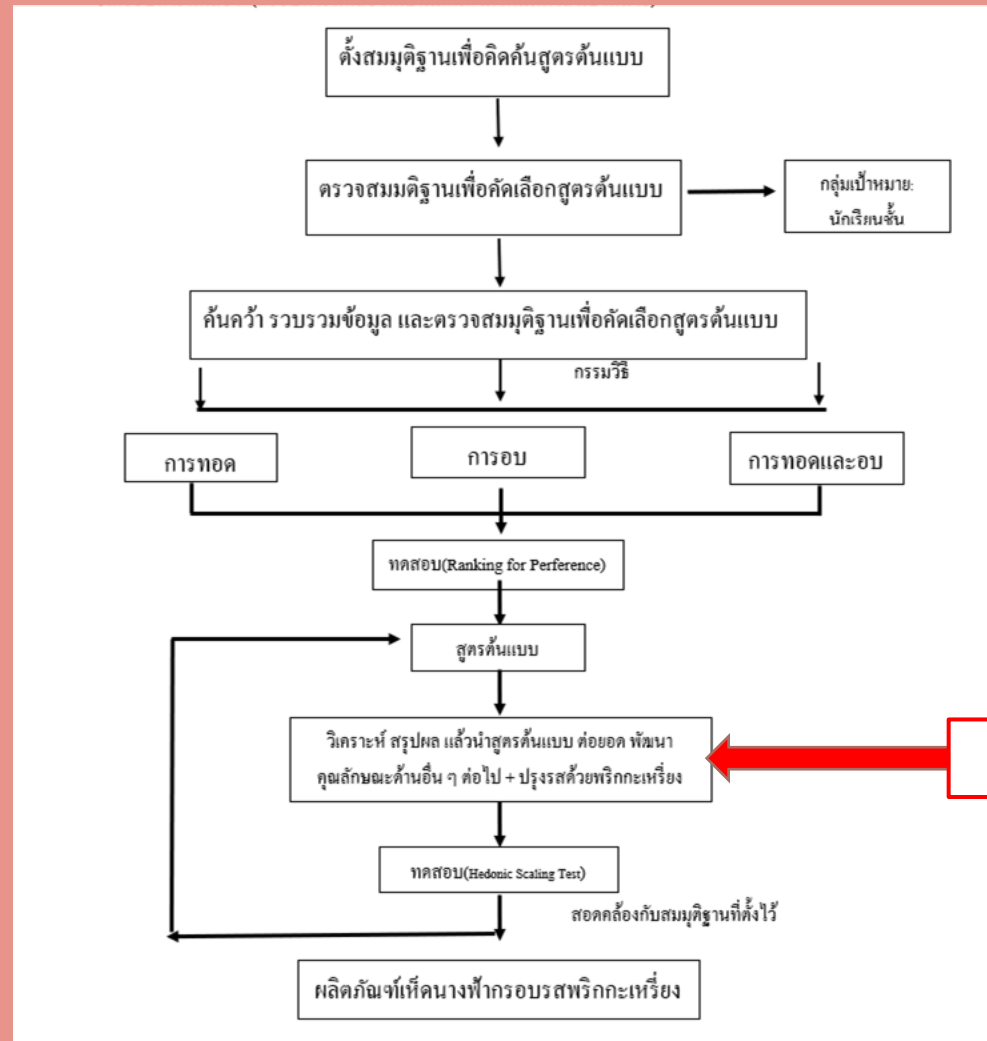 ตั้งสมมุติฐานเพื่อคิดค้นสูตรต้นแบบ
ตรวจสมมติฐานเพื่อคัดเลือกสูตรต้นแบบ
กลุ่มเป้าหมาย:
นักเรียนชั้น
ค้นคว้า รวบรวมข้อมูล และตรวจสมมุติฐานเพื่อคัดเลือกสูตรต้นแบบ
กรรมวิธี
การทอด
การอบ
การทอดและอบ
ทดสอบ(Ranking for Perference)
สูตรต้นแบบ
วิเคราะห์ สรุปผล แล้วนำสูตรต้นแบบ ต่อยอด พัฒนา
คุณลักษณะด้านอื่น ๆ ต่อไป + ปรุงรสด้วยพริกกะเหรี่ยง
ทดสอบ(Hedonic Scaling Test)
สอดคล้องกับสมมุติฐานที่ตั้งไว้
ผลิตภัณฑ์เห็ดนางฟ้ากรอบรสพริกกะเหรี่ยง